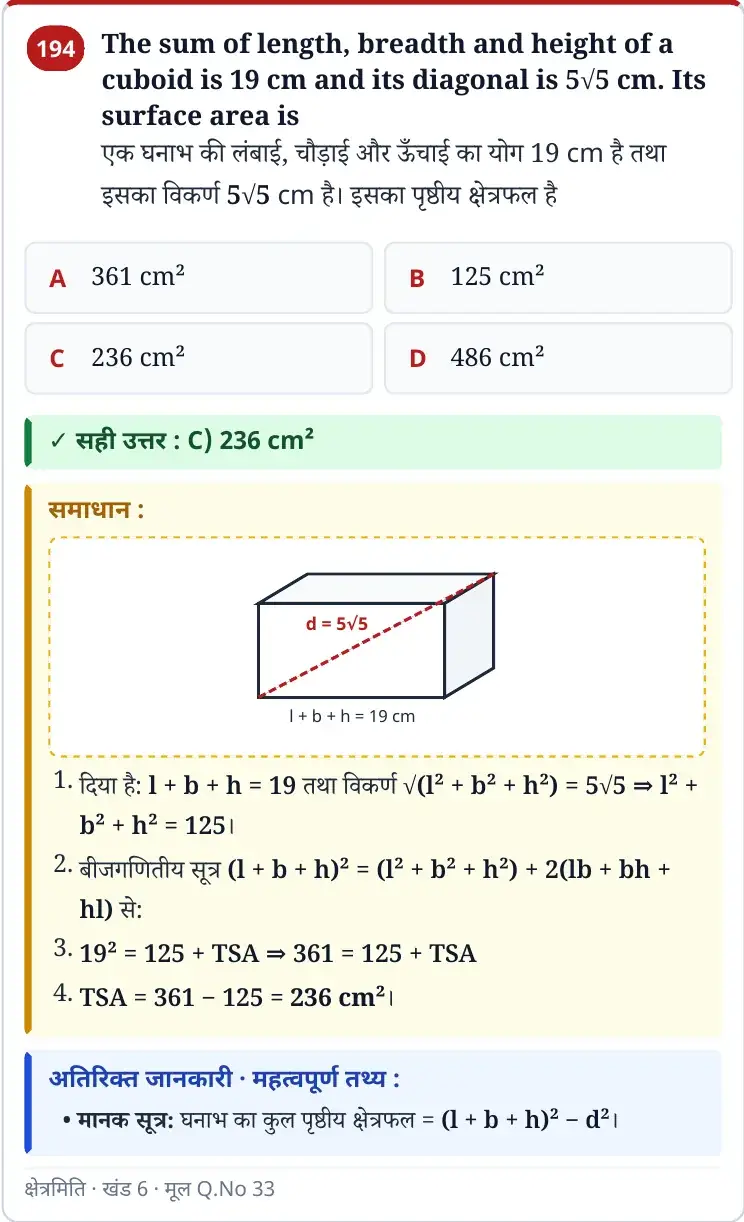 194
The sum of length, breadth and height of a
cuboid is 19 cm and its diagonal is 5√5 cm. Its
surface area is
एक घनाभ की लंबाई, चौड़ाई और ऊँचाई का योग 19 cm है तथा
इसका विकर्ण 5√5 cm है। इसका पृष्ठीय क्षेत्रफल है
A 361 cm²
B 125 cm²
C 236 cm²
D 486 cm²
✓ सही उत्तर : C) 236 cm²
समाधान :
d = 5√5
l + b + h = 19 cm
1. दिया है: l + b + h = 19 तथा विकर्ण √(l² + b² + h²) = 5√5 ⇒ l² +
b² + h² = 125।
2. बीजगणितीय सूत्र (l + b + h)² = (l² + b² + h²) + 2(lb + bh +
hl) से:
3. 19² = 125 + TSA ⇒ 361 = 125 + TSA
4. TSA = 361 − 125 = 236 cm²।
अतिरिक्त जानकारी · महत्वपूर्ण तथ्य :
• मानक सूत्र: घनाभ का कुल पृष्ठीय क्षेत्रफल = (l + b + h)² − d²।
क्षेत्रमिति · खंड 6 · मूल Q.No 33